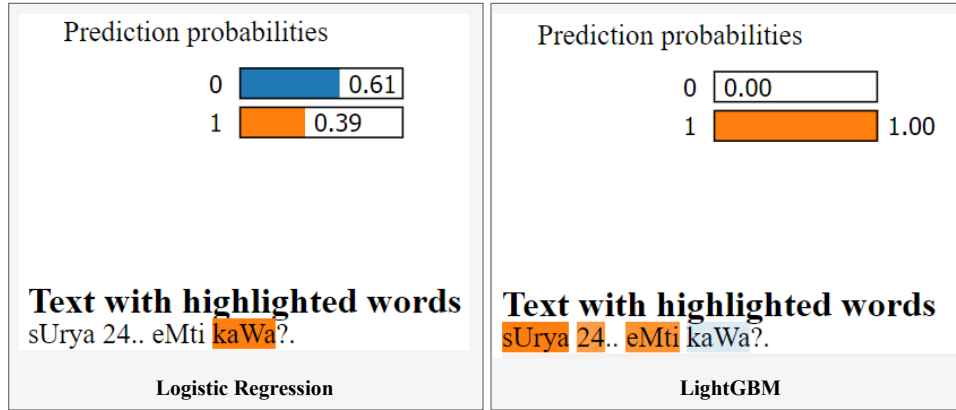 Prediction probabilities
0 0.61
1 0.39
Text with highlighted words
sUrya 24.. eMti kaWa?.
Logistic Regression
Prediction probabilities
0 0.00
1 1.00
Text with highlighted words
sUrya 24.. eMti kaWa?.
LightGBM